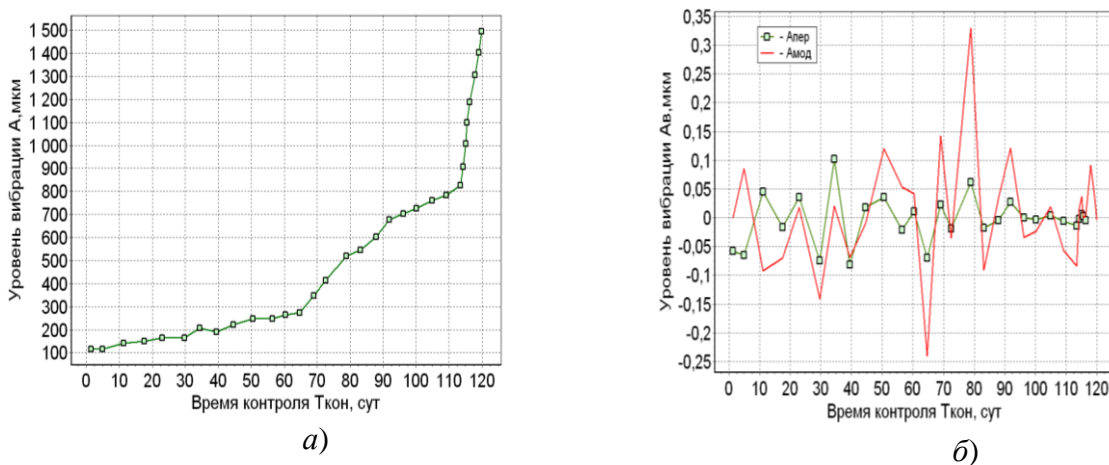 Уровень вибрации А,мкм
1 500
1 400
1 300
1 200
1 100
1 000
900
800
700
600
500
400
300
200
100
0 10 20 30 40 50 60 70 80 90 100 110 120
Время контроля Ткон, сут
а)
Уровень вибрации Ав,мкм
0,35
0,3
0,25
0,2
0,15
0,1
0,05
0
-0,05
-0,1
-0,15
-0,2
-0,25
- Апер
- Амод
0 10 20 30 40 50 60 70 80 90 100 110 120
Время контроля Ткон, сут
б)